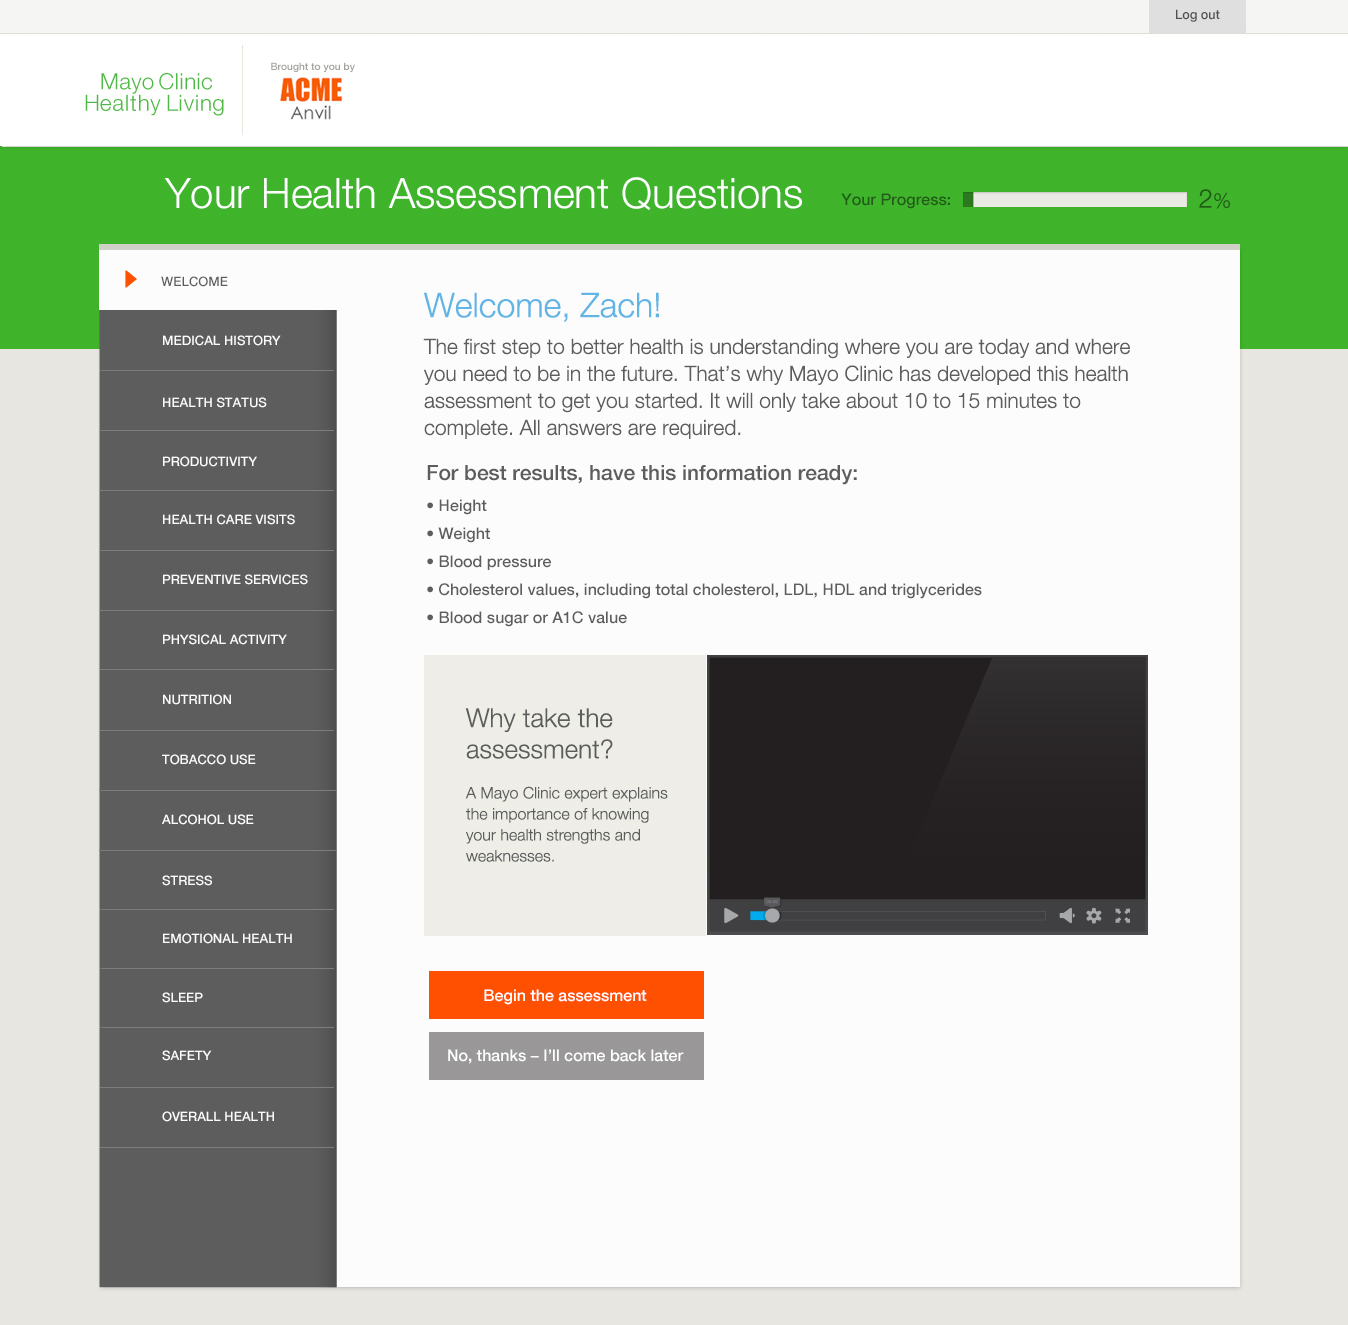 Log out
Mayo Clinic
Healthy Living
Brought to you by
ACME
Anvil
Your Health Assessment Questions
Your Progress:
2%
WELCOME
MEDICAL HISTORY
HEALTH STATUS
PRODUCTIVITY
HEALTH CARE VISITS
PREVENTIVE SERVICES
PHYSICAL ACTIVITY
NUTRITION
TOBACCO USE
ALCOHOL USE
STRESS
EMOTIONAL HEALTH
SLEEP
SAFETY
OVERALL HEALTH
Welcome, Zach!
The first step to better health is understanding where you are today and where
you need to be in the future. That’s why Mayo Clinic has developed this health
assessment to get you started. It will only take about 10 to 15 minutes to
complete. All answers are required.
For best results, have this information ready:
• Height
• Weight
• Blood pressure
• Cholesterol values, including total cholesterol, LDL, HDL and triglycerides
• Blood sugar or A1C value
Why take the
assessment?
A Mayo Clinic expert explains
the importance of knowing
your health strengths and
weaknesses.
Begin the assessment
No, thanks – I’ll come back later